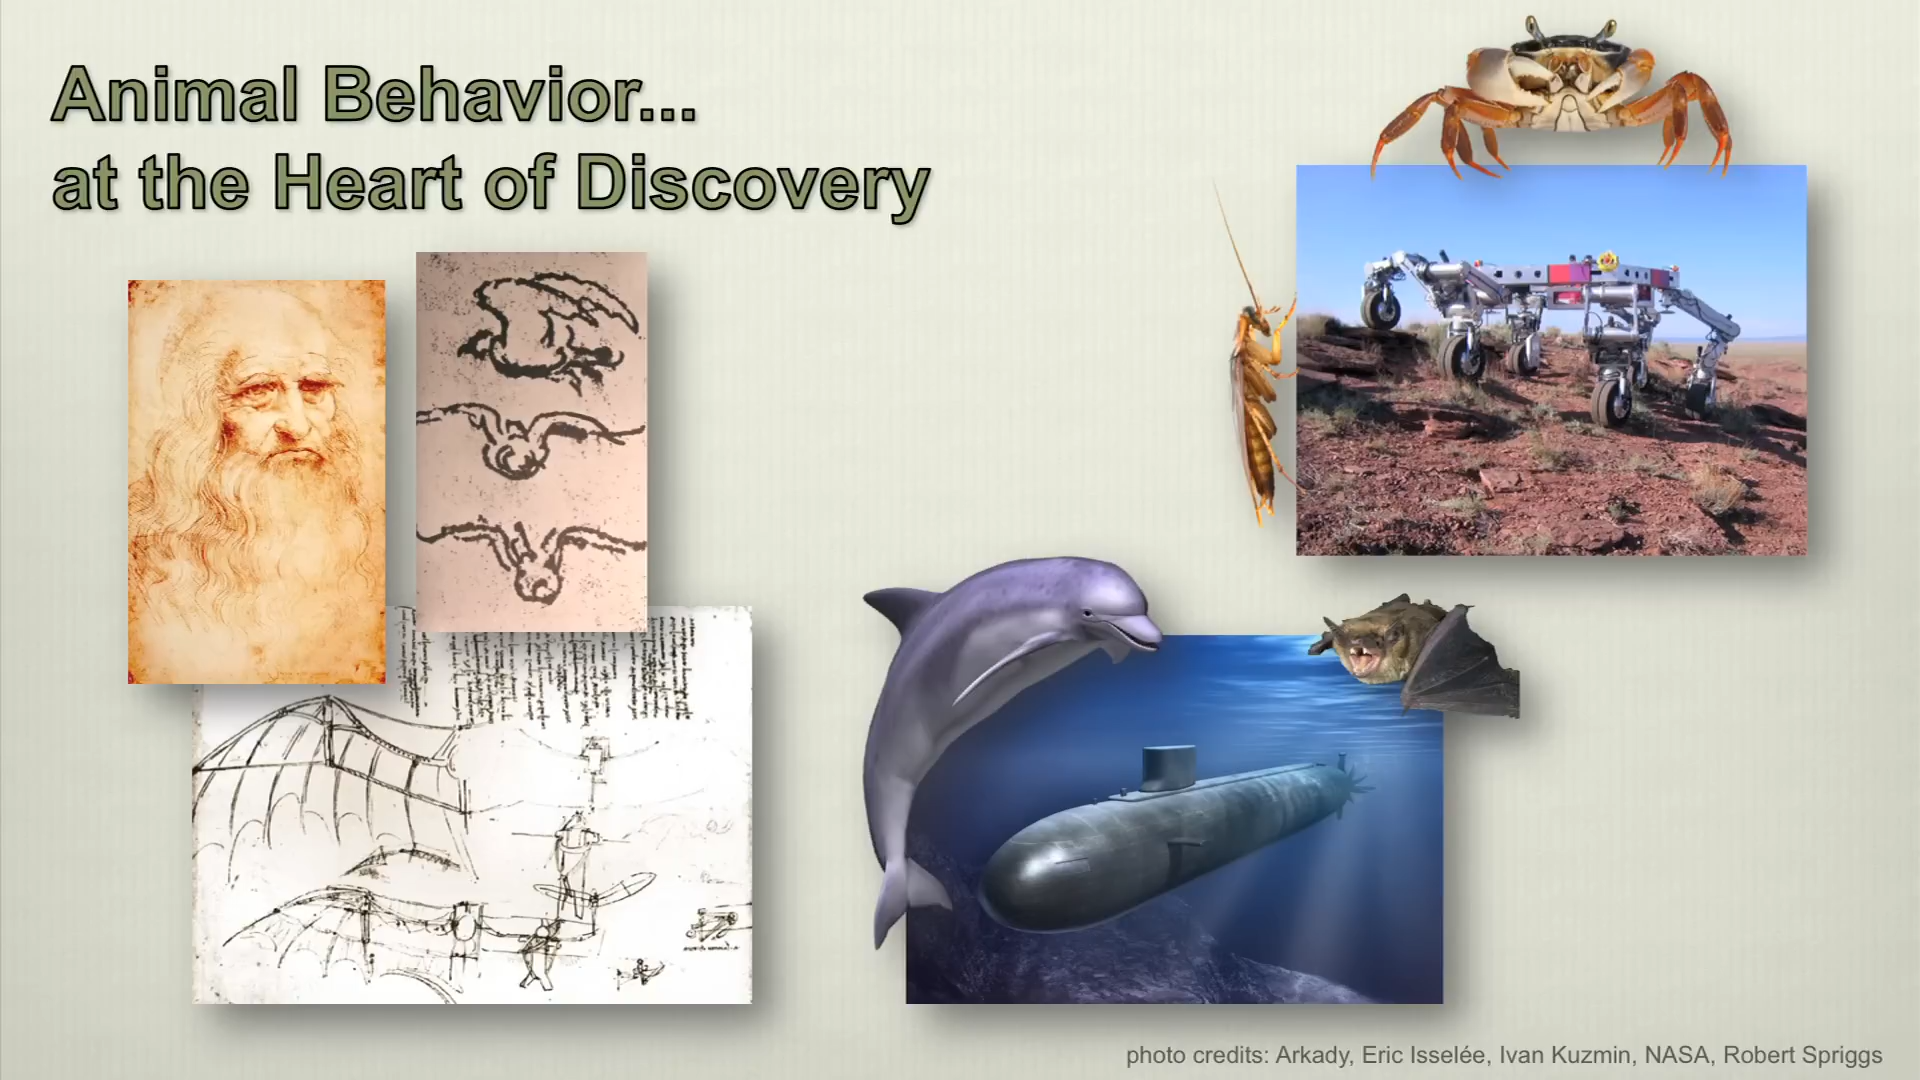 Animal Behavior...
at the Heart of Discovery
photo credits: Arkady, Eric Isselée, Ivan Kuzmin, NASA, Robert Spriggs